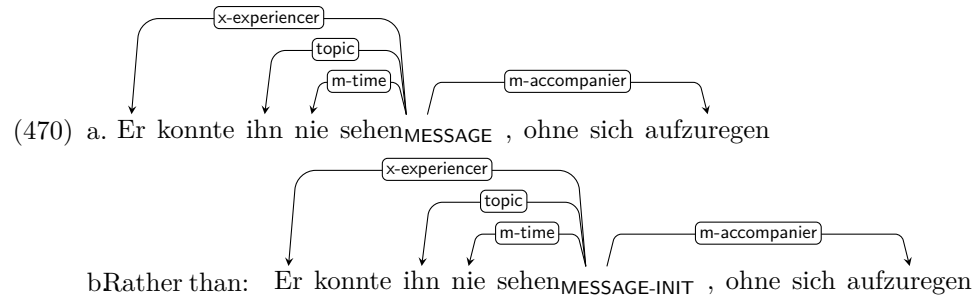 x-experiencer
topic
m-time
m-accompanier
(470) a. Er konnte ihn nie sehenMESSAGE , ohne sich aufzuregen
x-experiencer
topic
m-time
m-accompanier
bRather than: Er konnte ihn nie sehenMESSAGE-INIT , ohne sich aufzuregen